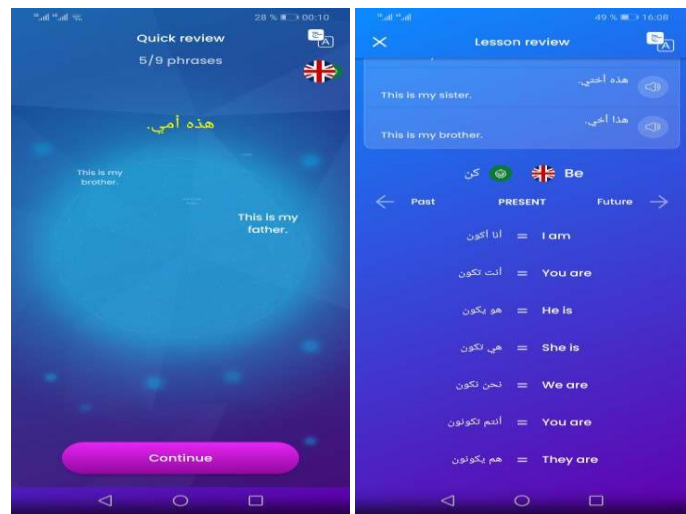 28 % 00:10
Quick review
5/9 phrases
هذه أمي.
This is my
brother.
This is my
father.
Continue
49 % 16:08
Lesson review
هذه أختي.
This is my sister.
هذا أخي.
This is my brother.
كن Be
Past PRESENT Future
أنا أكون = I am
أنت تكون = You are
هو يكون = He is
هي تكون = She is
نحن نكون = We are
أنتم تكونون = You are
هم يكونون = They are